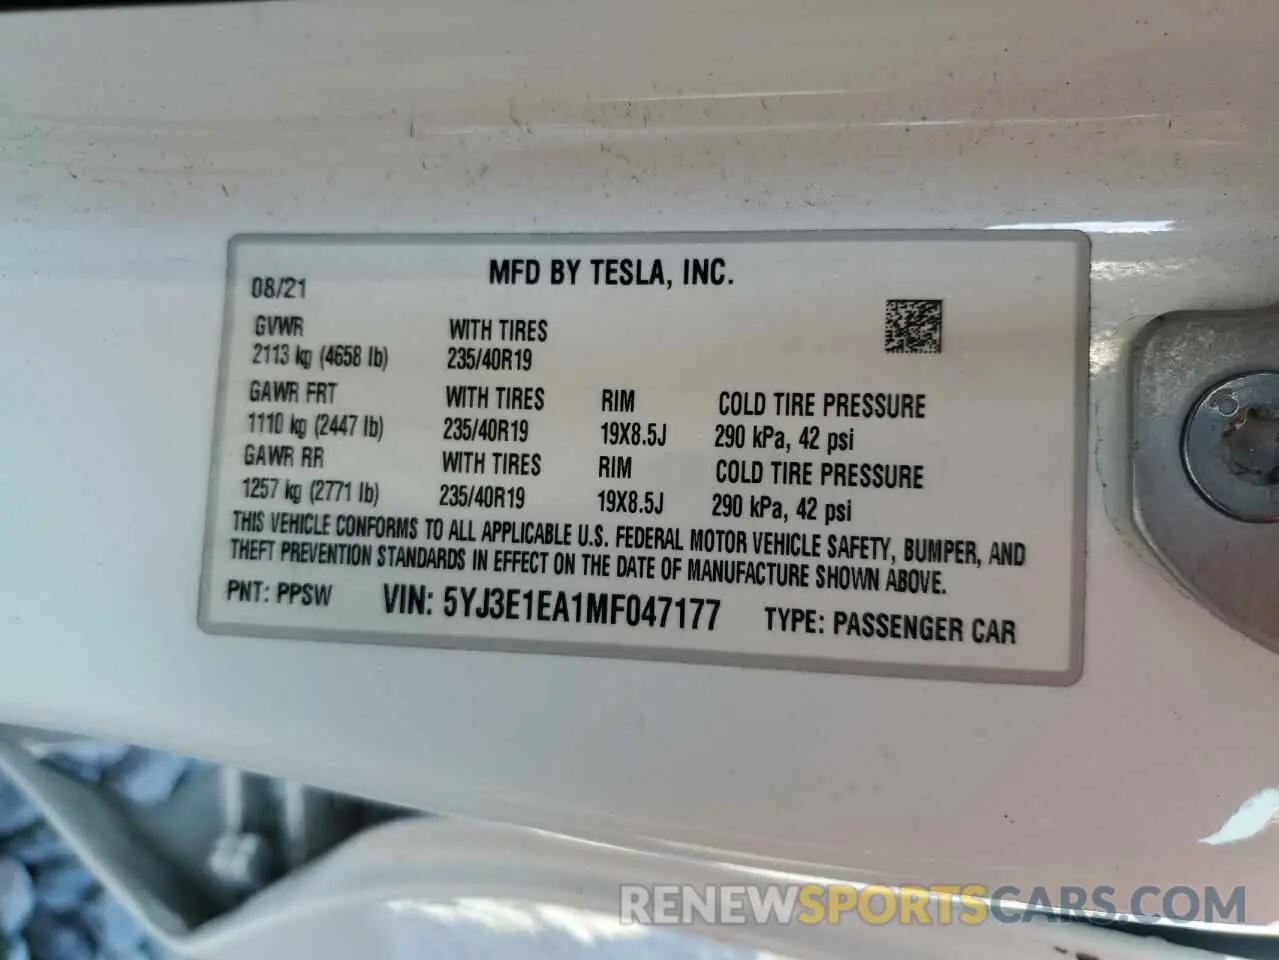 MFD BY TESLA, INC.
08/21
GVWR WITH TIRES
2113 kg (4658 lb) 235/40R19
GAWR FRT WITH TIRES RIM COLD TIRE PRESSURE
1110 kg (2447 lb) 235/40R19 19X8.5J 290 kPa, 42 psi
GAWR RR WITH TIRES RIM COLD TIRE PRESSURE
1257 kg (2771 lb) 235/40R19 19X8.5J 290 kPa, 42 psi
THIS VEHICLE CONFORMS TO ALL APPLICABLE U.S. FEDERAL MOTOR VEHICLE SAFETY, BUMPER, AND
THEFT PREVENTION STANDARDS IN EFFECT ON THE DATE OF MANUFACTURE SHOWN ABOVE.
PNT: PPSW VIN: 5YJ3E1EA1MF047177 TYPE: PASSENGER CAR
RENEWSPORTSCARS.COM